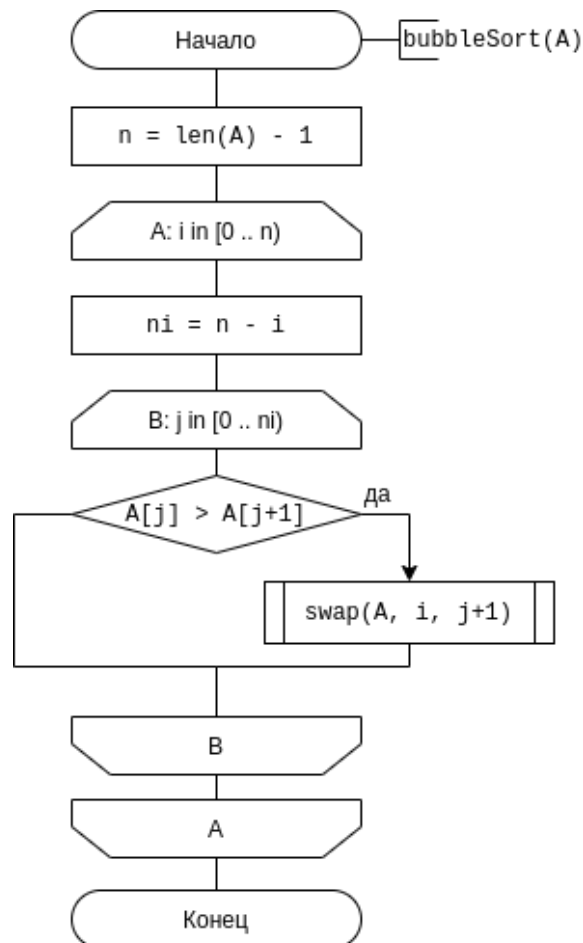 Начало
bubbleSort(A)
n = len(A) - 1
A: i in [0 .. n)
ni = n - i
B: j in [0 .. ni)
A[j] > A[j+1]
да
swap(A, i, j+1)
B
A
Конец